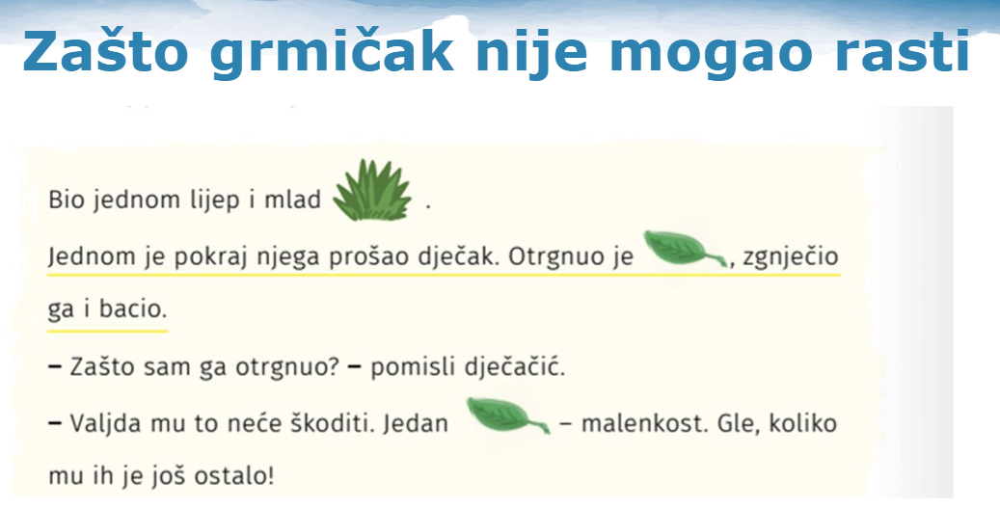 Zašto grmičak nije mogao rasti
Bio jednom lijep i mlad .
Jednom je pokraj njega prošao dječak. Otrgnuo je , zgnječio
ga i bacio.
– Zašto sam ga otrgnuo? – pomisli dječačić.
– Valjda mu to neće škoditi. Jedan – malenkost. Gle, koliko
mu ih je još ostalo!